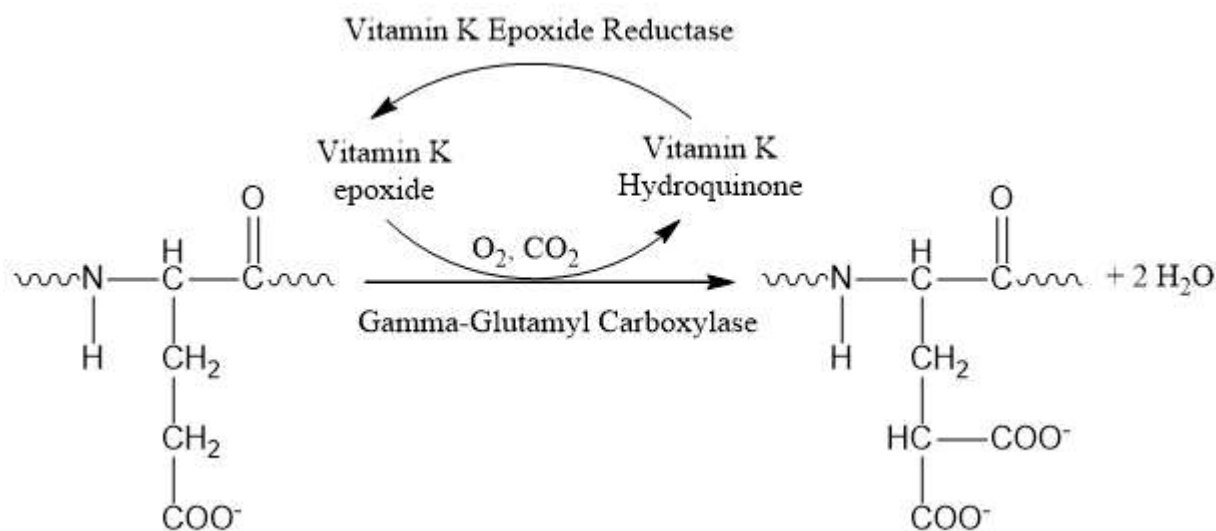 Vitamin K Epoxide Reductase
Vitamin K
epoxide
Vitamin K
Hydroquinone
O₂, CO₂
Gamma-Glutamyl Carboxylase
O
H
N
C
C
H
CH₂
CH₂
COO⁻
O
H
N
C
C
+ 2 H₂O
H
CH₂
HC
COO⁻
COO⁻